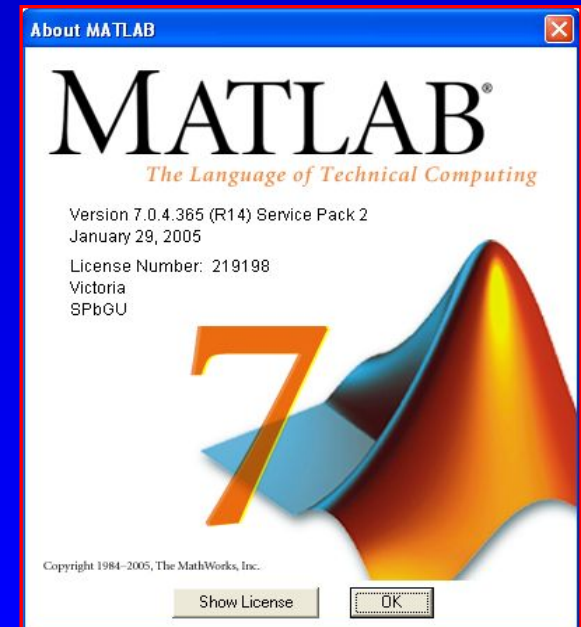 About MATLAB
MATLAB®
The Language of Technical Computing
Version 7.0.4.365 (R14) Service Pack 2
January 29, 2005
License Number: 219198
Victoria
SPbGU
7
Copyright 1984–2005, The MathWorks, Inc.
Show License
OK